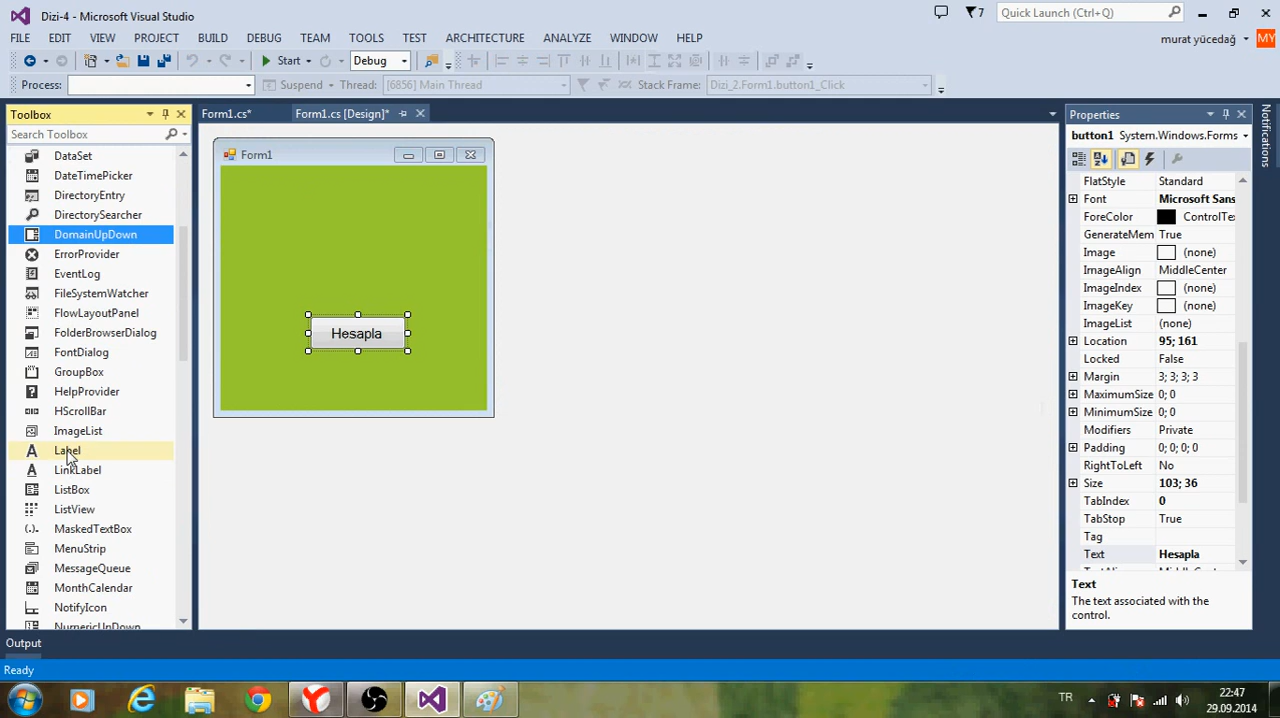 Dizi-4 - Microsoft Visual Studio
7
Quick Launch (Ctrl+Q)
FILE EDIT VIEW PROJECT BUILD DEBUG TEAM TOOLS TEST ARCHITECTURE ANALYZE WINDOW HELP
murat yücedağ
MY
Start
Debug
Process:
Suspend
Thread:
[6856] Main Thread
Stack Frame:
Dizi_2.Form1.button1_Click
Toolbox
Search Toolbox
DataSet
DateTimePicker
DirectoryEntry
DirectorySearcher
DomainUpDown
ErrorProvider
EventLog
FileSystemWatcher
FlowLayoutPanel
FolderBrowserDialog
FontDialog
GroupBox
HelpProvider
HScrollBar
ImageList
Label
LinkLabel
ListBox
ListView
MaskedTextBox
MenuStrip
MessageQueue
MonthCalendar
NotifyIcon
NumericUpDown
Form1.cs*
Form1.cs [Design]*
Form1
Hesapla
Properties
button1 System.Windows.Forms
FlatStyle Standard
Font Microsoft Sans
ForeColor ControlTe
GenerateMem True
Image (none)
ImageAlign MiddleCenter
ImageIndex (none)
ImageKey (none)
ImageList (none)
Location 95; 161
Locked False
Margin 3; 3; 3; 3
MaximumSize 0; 0
MinimumSize 0; 0
Modifiers Private
Padding 0; 0; 0; 0
RightToLeft No
Size 103; 36
TabIndex 0
TabStop True
Tag
Text Hesapla
Text
The text associated with the
control.
Notifications
Output
Ready
TR
22:47
29.09.2014